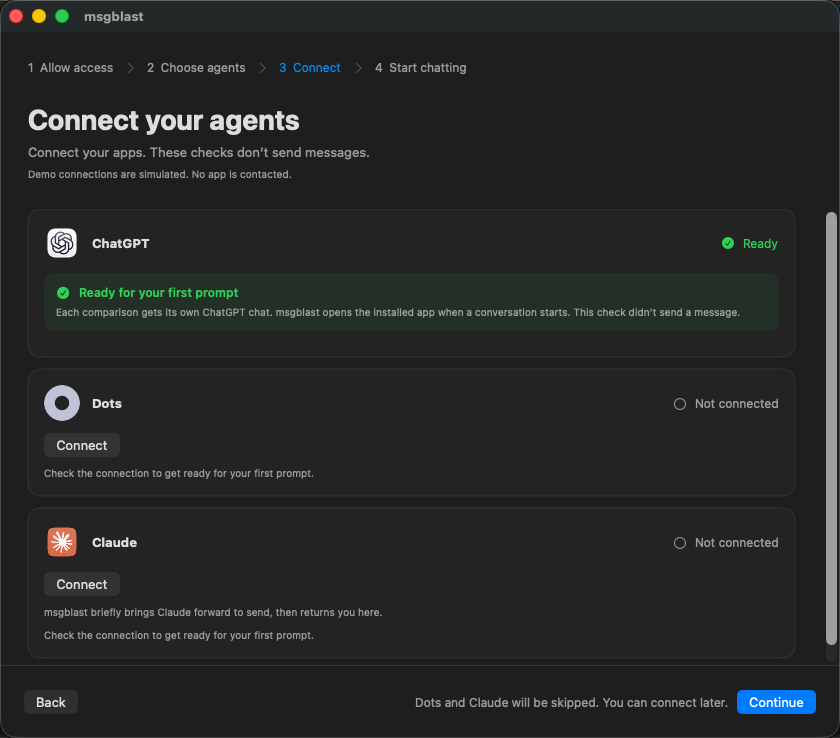 msgblast
1 Allow access
2 Choose agents
3 Connect
4 Start chatting
Connect your agents
Connect your apps. These checks don’t send messages.
Demo connections are simulated. No app is contacted.
ChatGPT
Ready
Ready for your first prompt
Each comparison gets its own ChatGPT chat. msgblast opens the installed app when a conversation starts. This check didn’t send a message.
Dots
Not connected
Connect
Check the connection to get ready for your first prompt.
Claude
Not connected
Connect
msgblast briefly brings Claude forward to send, then returns you here.
Check the connection to get ready for your first prompt.
Back
Dots and Claude will be skipped. You can connect later.
Continue